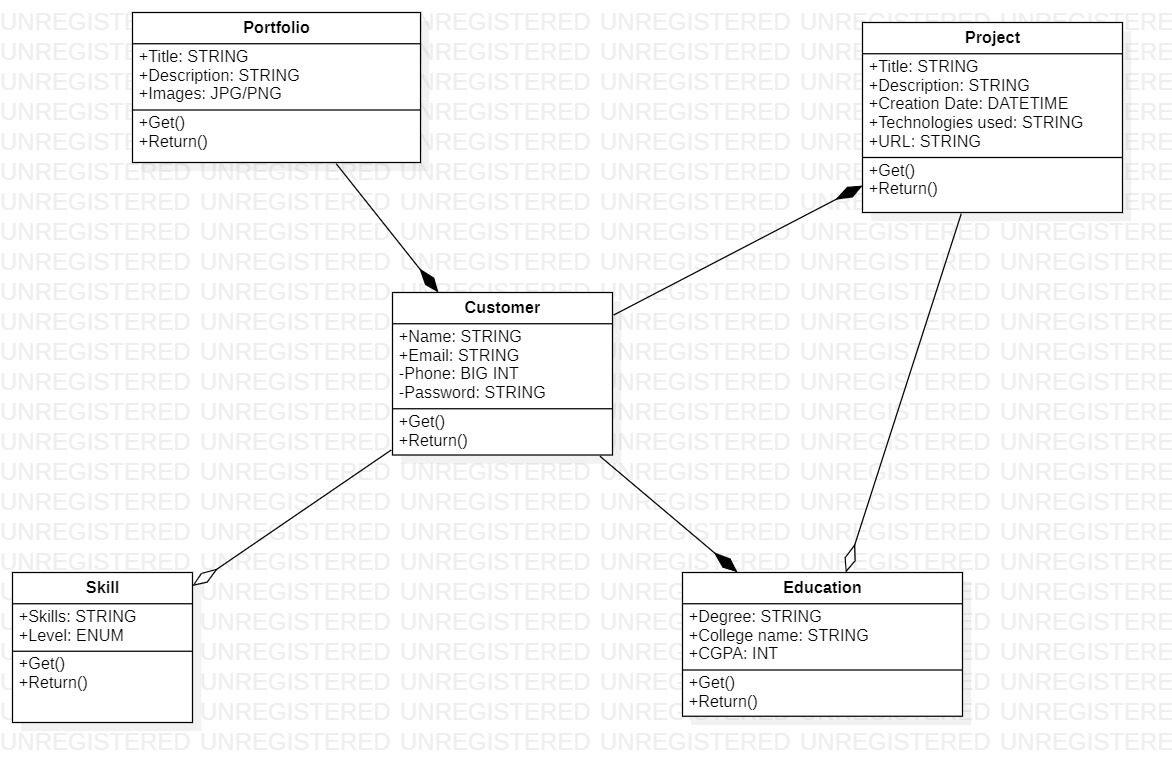 Portfolio
+Title: STRING
+Description: STRING
+Images: JPG/PNG
+Get()
+Return()
Project
+Title: STRING
+Description: STRING
+Creation Date: DATETIME
+Technologies used: STRING
+URL: STRING
+Get()
+Return()
Customer
+Name: STRING
+Email: STRING
-Phone: BIG INT
-Password: STRING
+Get()
+Return()
Skill
+Skills: STRING
+Level: ENUM
+Get()
+Return()
Education
+Degree: STRING
+College name: STRING
+CGPA: INT
+Get()
+Return()
UNREGISTERED UNREGISTERED UNREGISTERED UNREGISTERED UNREGISTERED UNREGISTERED